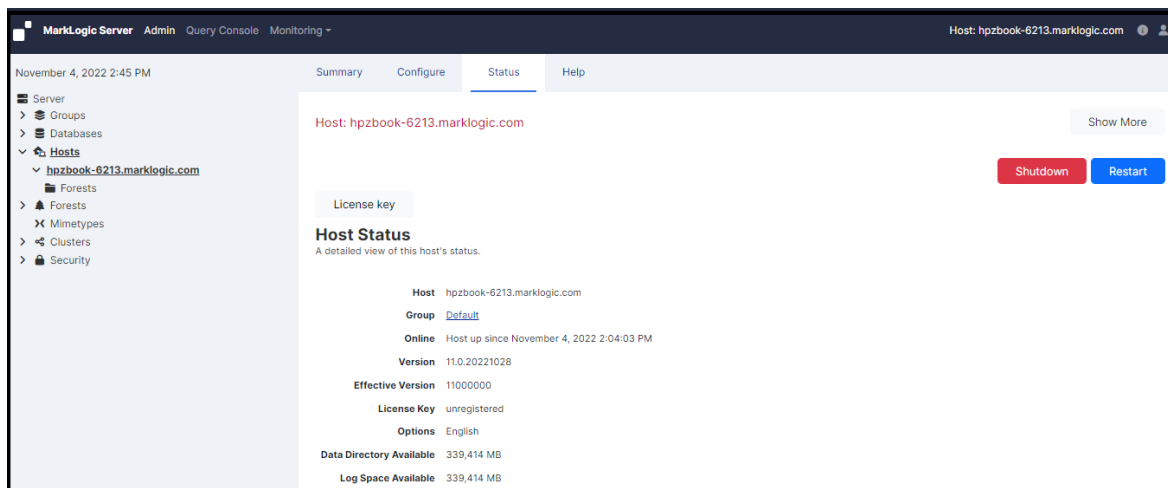 MarkLogic Server Admin Query Console Monitoring Host: hpzbook-6213.marklogic.com
November 4, 2022 2:45 PM
Summary Configure Status Help
Server
Groups
Databases
Hosts
hpzbook-6213.marklogic.com
Forests
Forests
Mimetypes
Clusters
Security
Host: hpzbook-6213.marklogic.com
Show More
Shutdown Restart
License key
Host Status
A detailed view of this host's status.
Host hpzbook-6213.marklogic.com
Group Default
Online Host up since November 4, 2022 2:04:03 PM
Version 11.0.20221028
Effective Version 11000000
License Key unregistered
Options English
Data Directory Available 339,414 MB
Log Space Available 339,414 MB